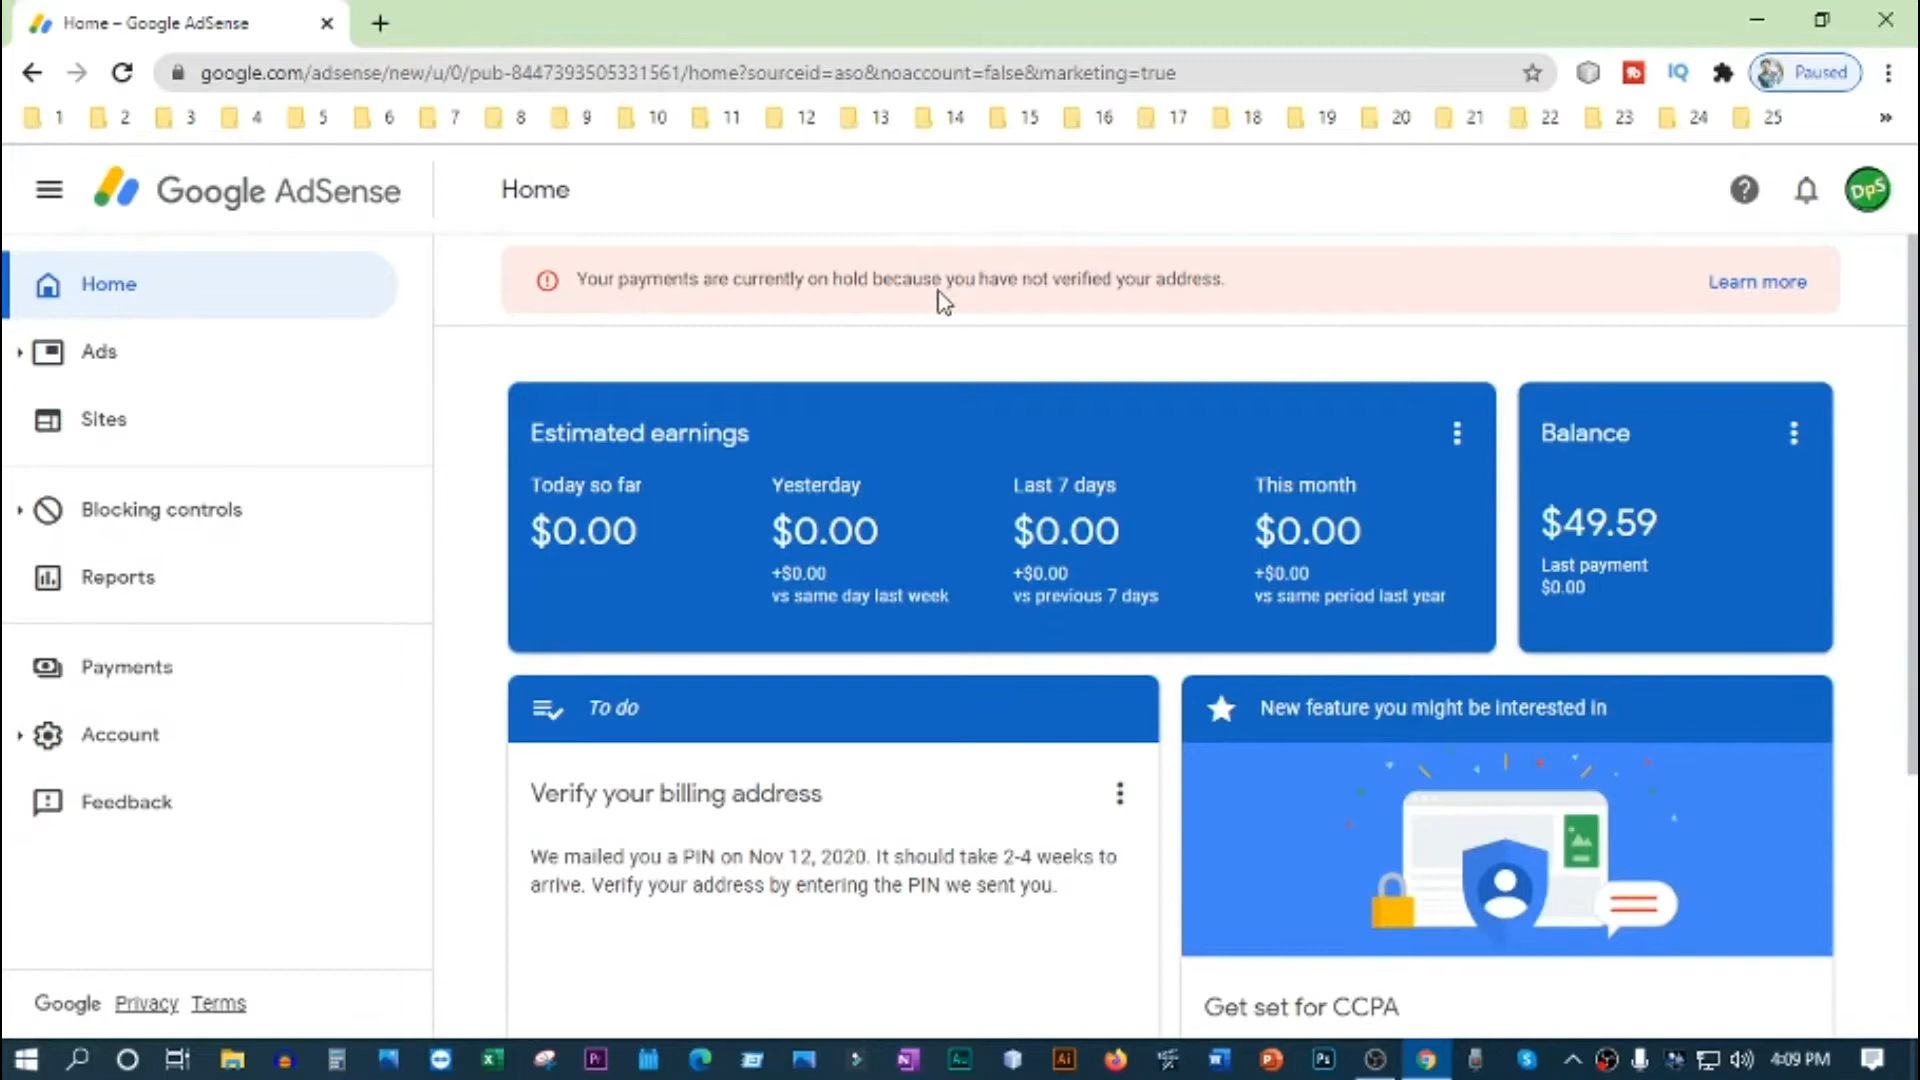 Home – Google AdSense
google.com/adsense/new/u/0/pub-8447393505331561/home?sourceid=aso&noaccount=false&marketing=true
IQ
Paused
1 2 3 4 5 6 7 8 9 10 11 12 13 14 15 16 17 18 19 20 21 22 23 24 25 »
Google AdSense
Home
DpS
Your payments are currently on hold because you have not verified your address.
Learn more
Home
Ads
Sites
Blocking controls
Reports
Payments
Account
Feedback
Google Privacy Terms
Estimated earnings
Today so far
$0.00
Yesterday
$0.00
+$0.00
vs same day last week
Last 7 days
$0.00
+$0.00
vs previous 7 days
This month
$0.00
+$0.00
vs same period last year
Balance
$49.59
Last payment
$0.00
To do
Verify your billing address
We mailed you a PIN on Nov 12, 2020. It should take 2-4 weeks to
arrive. Verify your address by entering the PIN we sent you.
New feature you might be interested in
Get set for CCPA
Pr
Au
Ai
Ps
4:09 PM